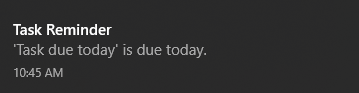 Task Reminder
'Task due today' is due today.
10:45 AM